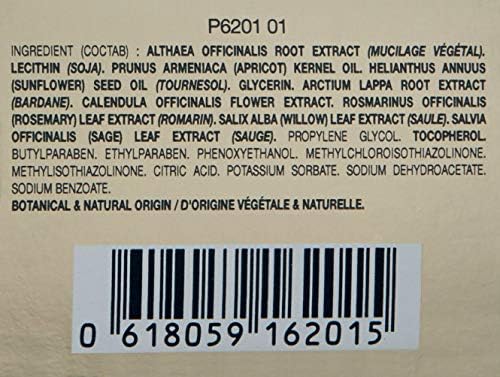 P6201 01
INGREDIENT (СОСТАВ) : ALTHAEA OFFICINALIS ROOT EXTRACT (MUCILAGE VÉGÉTAL).
LECITHIN (SOJA). PRUNUS ARMENIACA (APRICOT) KERNEL OIL. HELIANTHUS ANNUUS
(SUNFLOWER) SEED OIL (TOURNESOL). GLYCERIN. ARCTIUM LAPPA ROOT EXTRACT
(BARDANE). CALENDULA OFFICINALIS FLOWER EXTRACT. ROSMARINUS OFFICINALIS
(ROSEMARY) LEAF EXTRACT (ROMARIN). SALIX ALBA (WILLOW) LEAF EXTRACT (SAULE). SALVIA
OFFICINALIS (SAGE) LEAF EXTRACT (SAUGE). PROPYLENE GLYCOL. TOCOPHEROL.
BUTYLPARABEN. ETHYLPARABEN. PHENOXYETHANOL. METHYLCHLOROISOTHIAZOLINONE.
METHYLISOTHIAZOLINONE. CITRIC ACID. POTASSIUM SORBATE. SODIUM DEHYDROACETATE.
SODIUM BENZOATE.
BOTANICAL & NATURAL ORIGIN / D'ORIGINE VÉGÉTALE & NATURELLE.
0 618059 162015